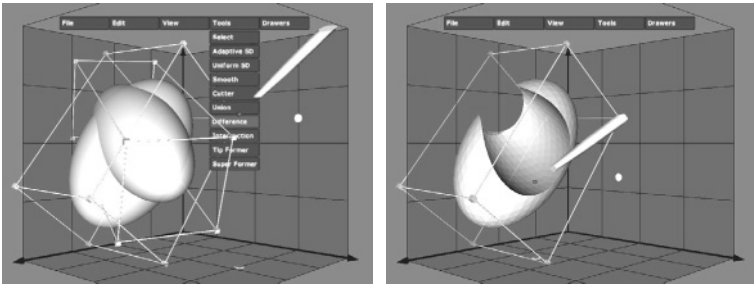 File Edit View Tools Drawers
Select
Adaptive SD
Uniform SD
Smooth
Cutter
Union
Difference
Intersection
Tip Former
Super Former
File Edit View Tools Drawers